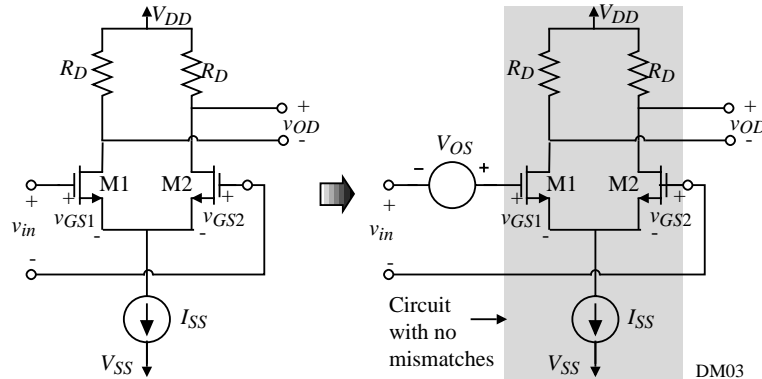 VDD
RD
RD
+
vOD
-
M1
M2
+
vGS1
-
+
vGS2
-
+
vin
-
ISS
VSS
VDD
RD
RD
+
vOD
-
VOS
-
+
M1
M2
+
vGS1
-
+
vGS2
-
+
vin
-
Circuit
with no
mismatches
ISS
VSS
DM03